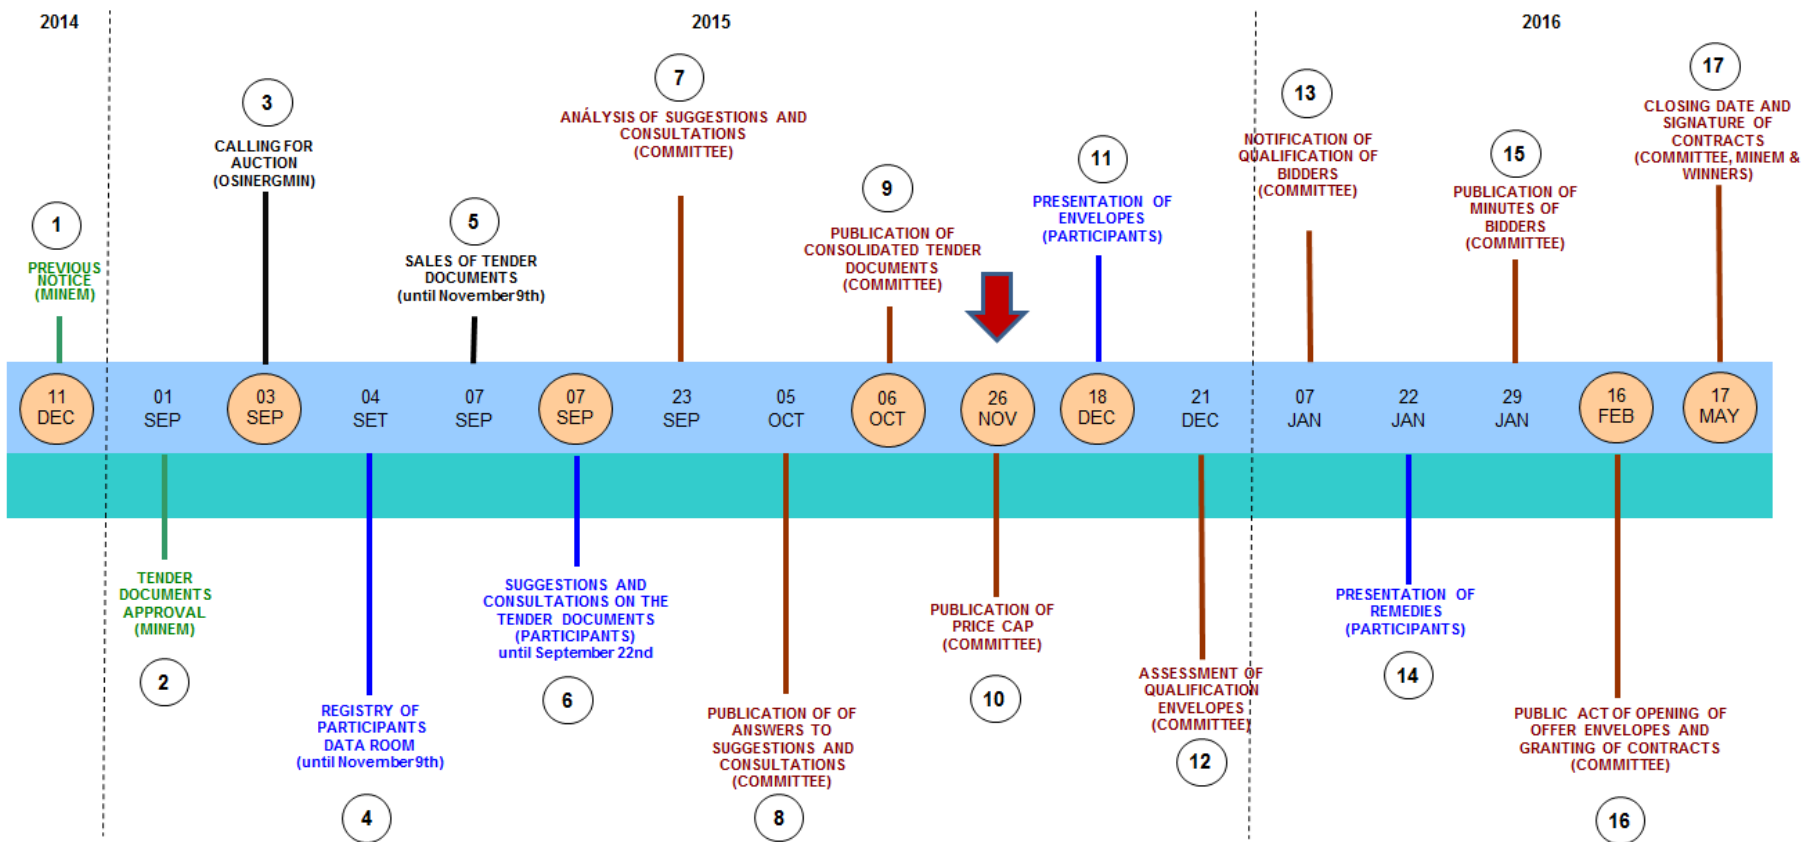 2014
2015
2016
1
PREVIOUS
NOTICE
(MINEM)
3
CALLING FOR
AUCTION
(OSINERGMIN)
5
SALES OF TENDER
DOCUMENTS
(until November 9th)
7
ANÁLYSIS OF SUGGESTIONS AND
CONSULTATIONS
(COMMITTEE)
9
PUBLICATION OF
CONSOLIDATED TENDER
DOCUMENTS
(COMMITTEE)
11
PRESENTATION OF
ENVELOPES
(PARTICIPANTS)
13
NOTIFICATION OF
QUALIFICATION OF
BIDDERS
(COMMITTEE)
15
PUBLICATION OF
MINUTES OF
BIDDERS
(COMMITTEE)
17
CLOSING DATE AND
SIGNATURE OF
CONTRACTS
(COMMITTEE, MINEM &
WINNERS)
11
DEC
01
SEP
03
SEP
04
SET
07
SEP
07
SEP
23
SEP
05
OCT
06
OCT
26
NOV
18
DEC
21
DEC
07
JAN
22
JAN
29
JAN
16
FEB
17
MAY
TENDER
DOCUMENTS
APPROVAL
(MINEM)
2
REGISTRY OF
PARTICIPANTS
DATA ROOM
(until November 9th)
4
SUGGESTIONS AND
CONSULTATIONS ON THE
TENDER DOCUMENTS
(PARTICIPANTS)
until September 22nd
6
PUBLICATION OF OF
ANSWERS TO
SUGGESTIONS AND
CONSULTATIONS
(COMMITTEE)
8
PUBLICATION OF
PRICE CAP
(COMMITTEE)
10
ASSESSMENT OF
QUALIFICATION
ENVELOPES
(COMMITTEE)
12
PRESENTATION OF
REMEDIES
(PARTICIPANTS)
14
PUBLIC ACT OF OPENING OF
OFFER ENVELOPES AND
GRANTING OF CONTRACTS
(COMMITTEE)
16